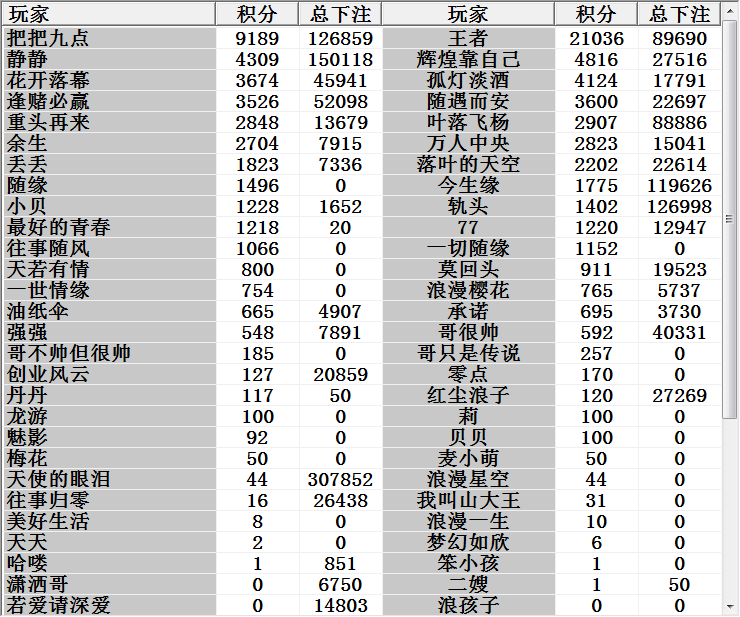 玩家 积分 总下注 玩家 积分 总下注
把把九点 9189 126859 王者 21036 89690
静静 4309 150118 辉煌靠自己 4816 27516
花开落幕 3674 45941 孤灯淡酒 4124 17791
逢赌必赢 3526 52098 随遇而安 3600 22697
重头再来 2848 13679 叶落飞杨 2907 88886
余生 2704 7915 万人中央 2823 15041
丢丢 1823 7336 落叶的天空 2202 22614
随缘 1496 0 今生缘 1775 119626
小贝 1228 1652 轨头 1402 126998
最好的青春 1218 20 77 1220 12947
往事随风 1066 0 一切随缘 1152 0
天若有情 800 0 莫回头 911 19523
一世情缘 754 0 浪漫樱花 765 5737
油纸伞 665 4907 承诺 695 3730
强强 548 7891 哥很帅 592 40331
哥不帅但很帅 185 0 哥只是传说 257 0
创业风云 127 20859 零点 170 0
丹丹 117 50 红尘浪子 120 27269
龙游 100 0 莉 100 0
魅影 92 0 贝贝 100 0
梅花 50 0 麦小萌 50 0
天使的眼泪 44 307852 浪漫星空 44 0
往事归零 16 26438 我叫山大王 31 0
美好生活 8 0 浪漫一生 10 0
天天 2 0 梦幻如欣 6 0
哈喽 1 851 笨小孩 1 0
潇洒哥 0 6750 二嫂 1 50
若爱请深爱 0 14803 浪孩子 0 0